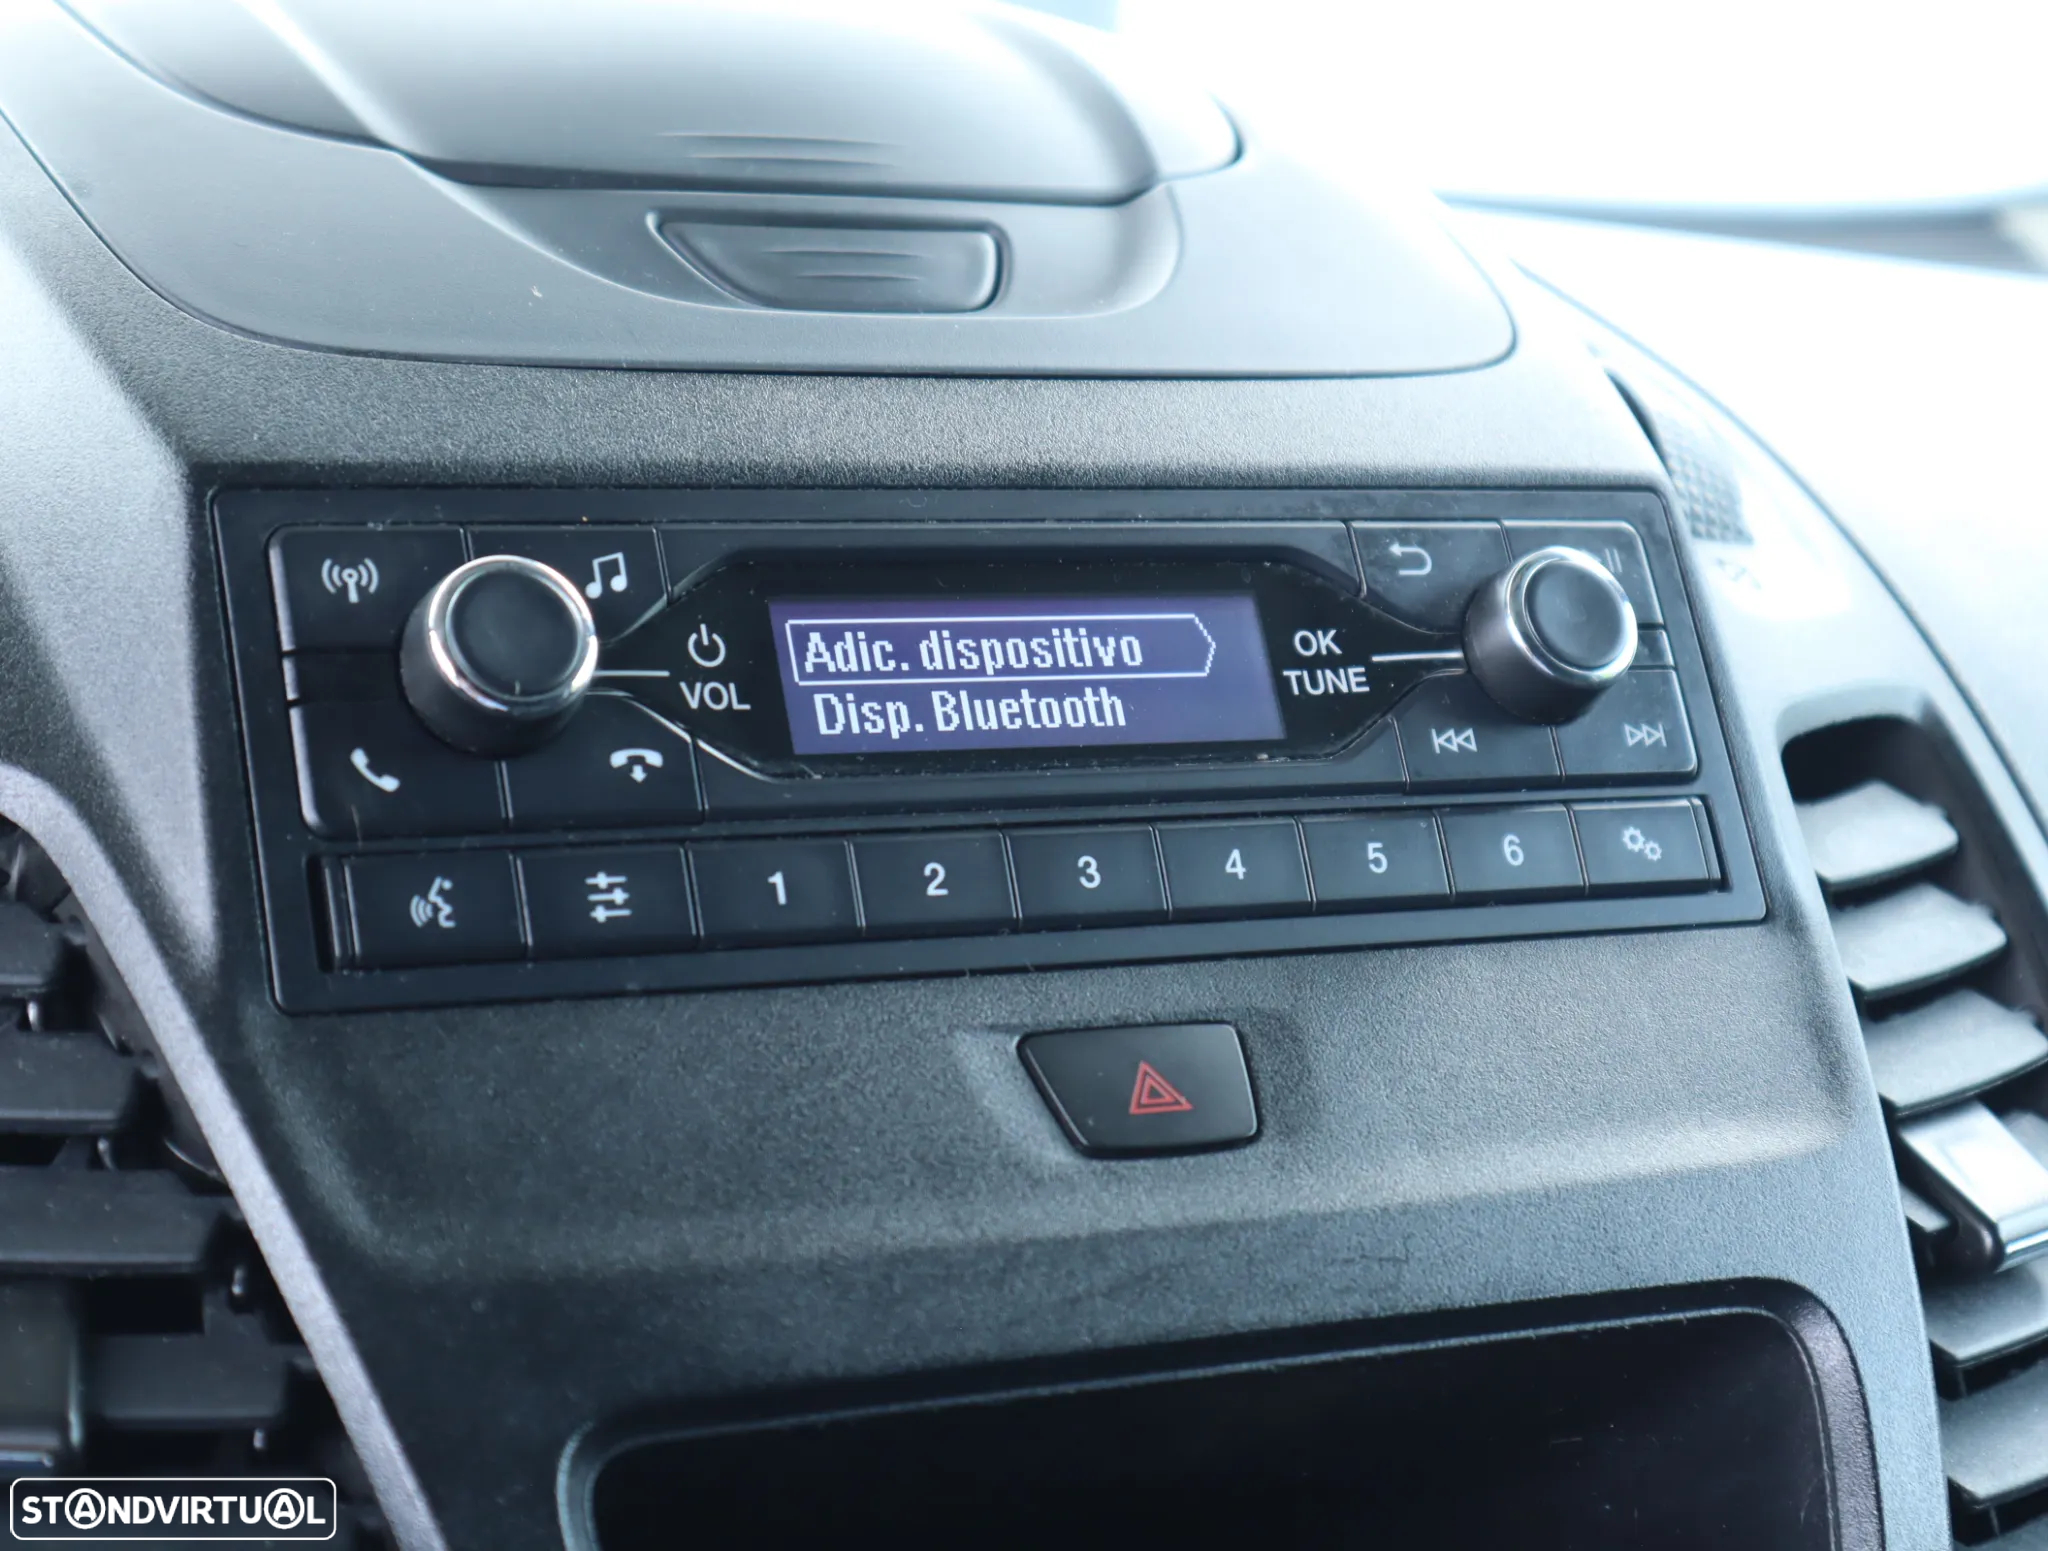 VOL
Adic. dispositivo
Disp. Bluetooth
OK
TUNE
1 2 3 4 5 6
STANDVIRTUAL